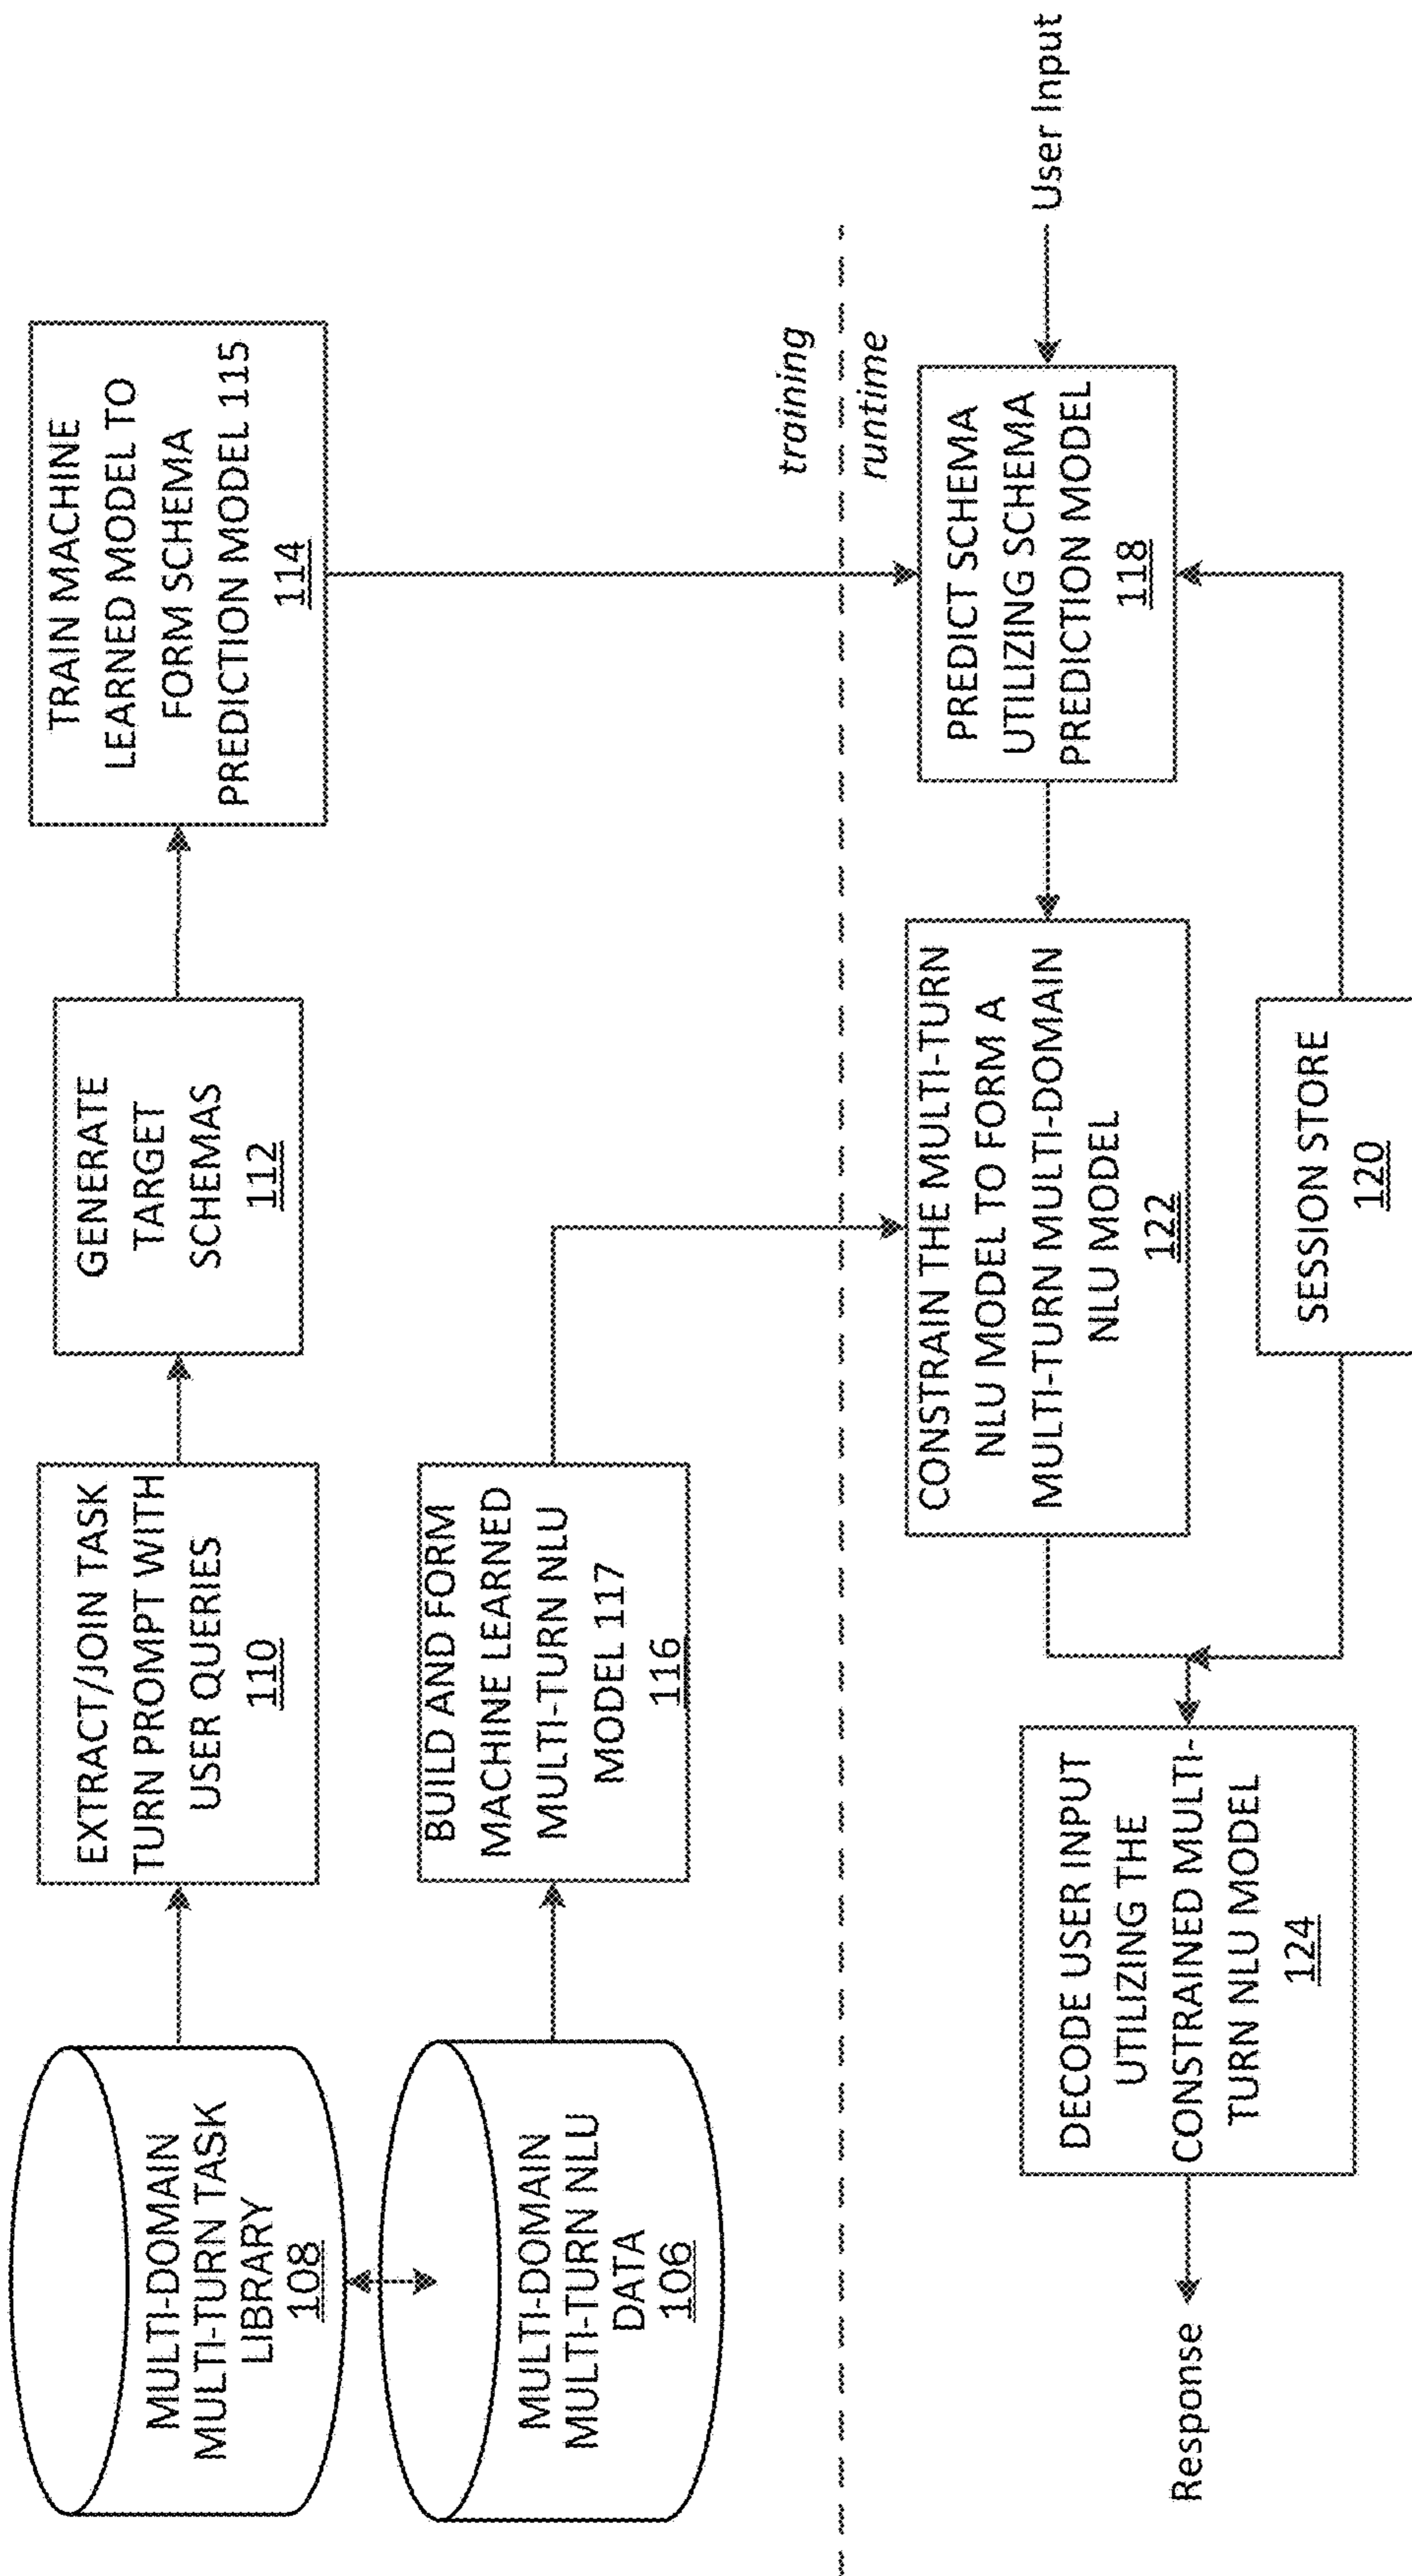 MULTI-DOMAIN
MULTI-TURN TASK
LIBRARY
108
EXTRACT/JOIN TASK
TURN PROMPT WITH
USER QUERIES
110
GENERATE
TARGET
SCHEMAS
112
TRAIN MACHINE
LEARNED MODEL TO
FORM SCHEMA
PREDICTION MODEL 115
114
MULTI-DOMAIN
MULTI-TURN NLU
DATA
106
BUILD AND FORM
MACHINE LEARNED
MULTI-TURN NLU
MODEL 117
116
training
runtime
DECODE USER INPUT
UTILIZING THE
CONSTRAINED MULTI-
TURN NLU MODEL
124
CONSTRAIN THE MULTI-TURN
NLU MODEL TO FORM A
MULTI-TURN MULTI-DOMAIN
NLU MODEL
122
PREDICT SCHEMA
UTILIZING SCHEMA
PREDICTION MODEL
118
User Input
Response
SESSION STORE
120